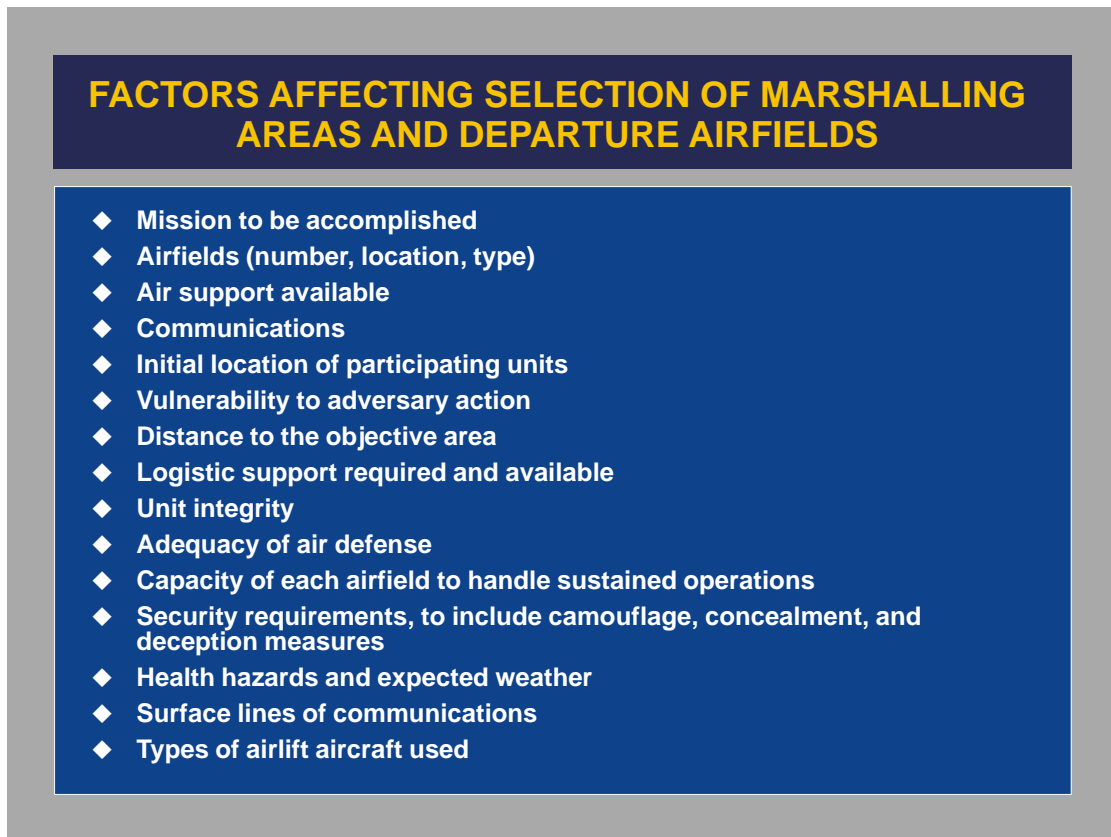 FACTORS AFFECTING SELECTION OF MARSHALLING
AREAS AND DEPARTURE AIRFIELDS
◆ Mission to be accomplished
◆ Airfields (number, location, type)
◆ Air support available
◆ Communications
◆ Initial location of participating units
◆ Vulnerability to adversary action
◆ Distance to the objective area
◆ Logistic support required and available
◆ Unit integrity
◆ Adequacy of air defense
◆ Capacity of each airfield to handle sustained operations
◆ Security requirements, to include camouflage, concealment, and
deception measures
◆ Health hazards and expected weather
◆ Surface lines of communications
◆ Types of airlift aircraft used